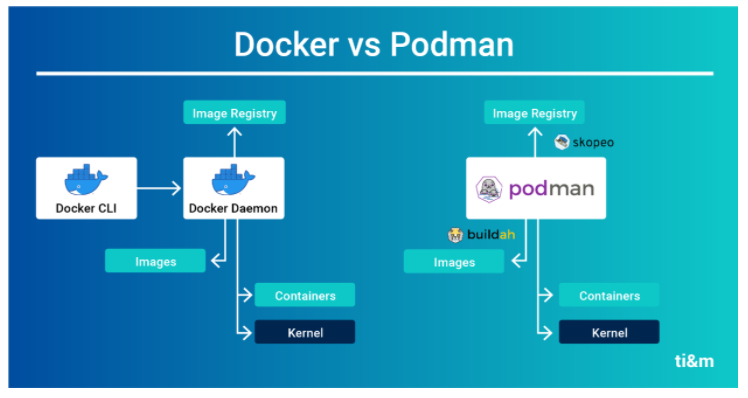 Docker vs Podman
Image Registry
Docker CLI
Docker Daemon
Images
Containers
Kernel
Image Registry
skopeo
podman
buildah
Images
Containers
Kernel
ti&m